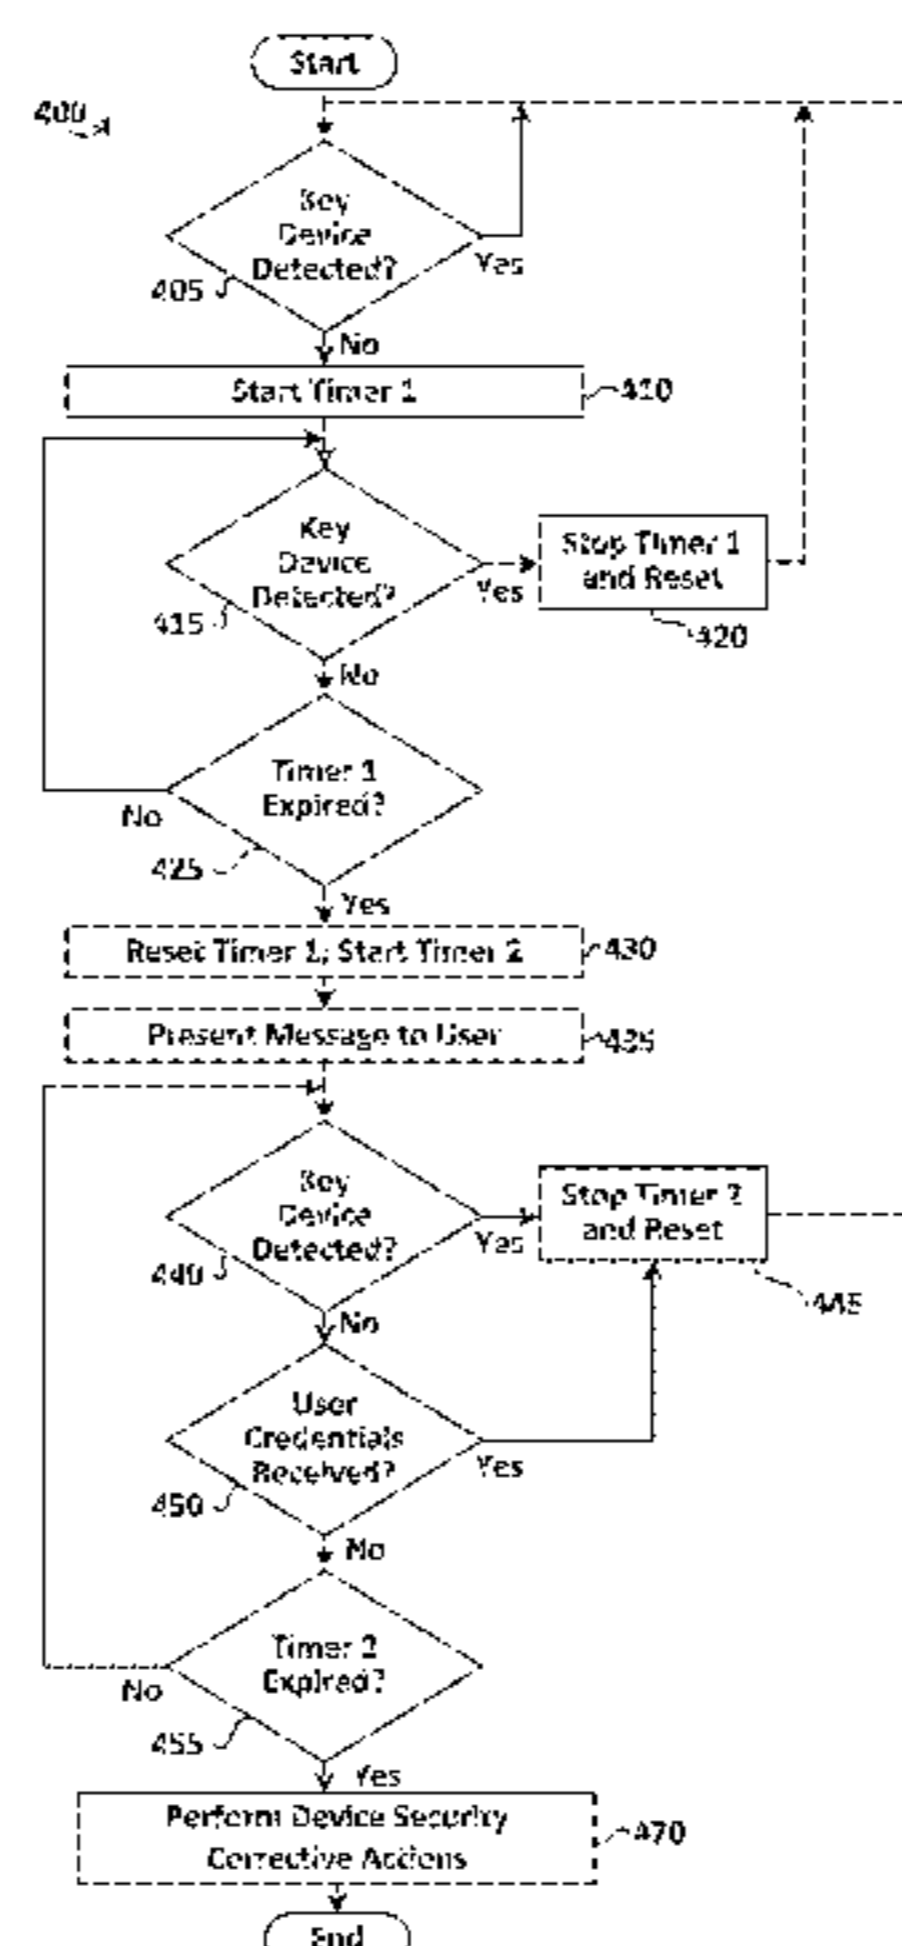 Start
400
Key
Device
Detected?
405
Yes
No
Start Timer 1
410
Key
Device
Detected?
415
Yes
Stop Timer 1
and Reset
420
No
Timer 1
Expired?
No
425
Yes
Reset Timer 1, Start Timer 2
430
Present Message to User
435
Key
Device
Detected?
440
Yes
Stop Timer 2
and Reset
445
No
User
Credentials
Received?
450
Yes
No
Timer 2
Expired?
No
455
Yes
Perform Device Security
Corrective Actions
470
End